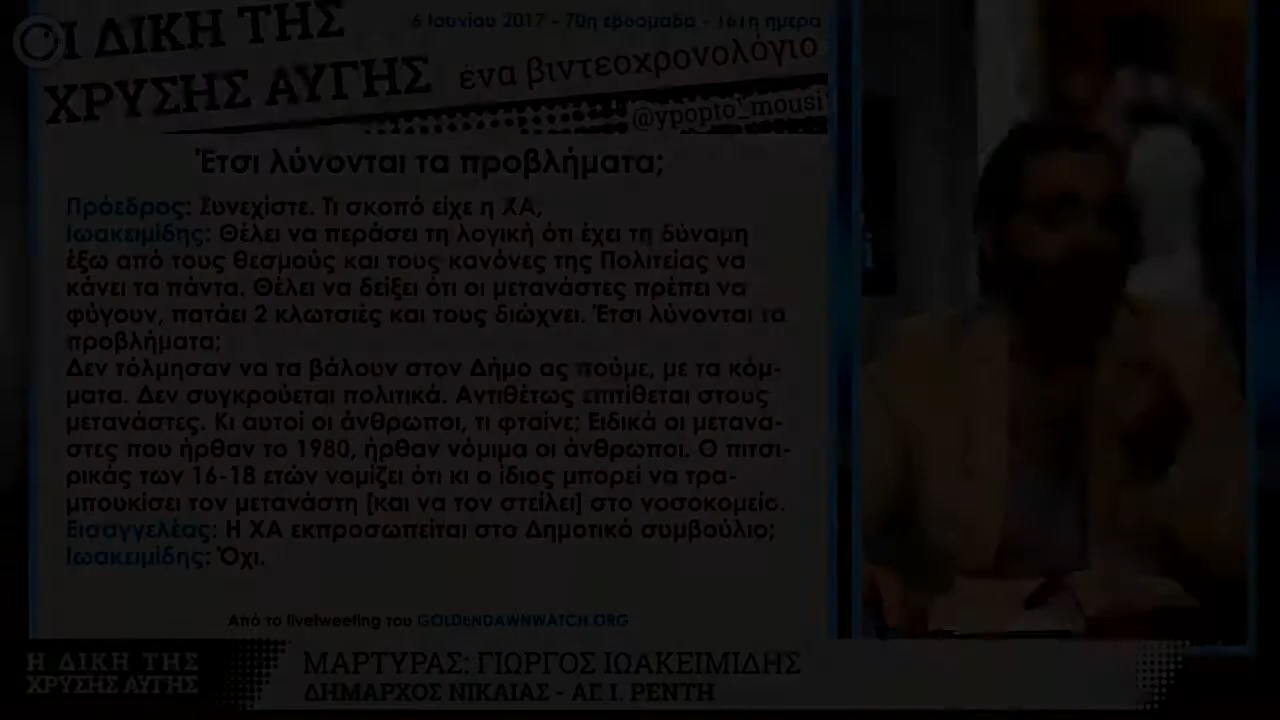 Η ΔΙΚΗ ΤΗΣ
ΧΡΥΣΗΣ ΑΥΓΗΣ
6 Ιουνίου 2017 - 70η εβδομάδα - 161η ημέρα
ένα βιντεοχρονολόγιο
@ypopto_mousi
Έτσι λύνονται τα προβλήματα;
Πρόεδρος: Συνεχίστε. Τι σκοπό είχε η ΧΑ;
Ιωακειμίδης: Θέλει να περάσει τη λογική ότι έχει τη δύναμη
έξω από τους θεσμούς και τους κανόνες της Πολιτείας να
κάνει τα πάντα. Θέλει να δείξει ότι οι μετανάστες πρέπει να
φύγουν, πατάει 2 κλωτσιές και τους διώχνει. Έτσι λύνονται τα
προβλήματα;
Δεν τόλμησαν να τα βάλουν στον Δήμο ας πούμε, με τα κόμ-
ματα. Δεν συγκρούεται πολιτικά. Αντιθέτως επιτίθεται στους
μετανάστες. Κι αυτοί οι άνθρωποι, τι φταίνε; Ειδικά οι μετανά-
στες που ήρθαν το 1980, ήρθαν νόμιμα οι άνθρωποι. Ο πιτσι-
ρικάς των 16-18 ετών νομίζει ότι κι ο ίδιος μπορεί να τρα-
μπουκίσει τον μετανάστη [και να τον στείλει] στο νοσοκομείο.
Εισαγγελέας: Η ΧΑ εκπροσωπείται στο Δημοτικό συμβούλιο;
Ιωακειμίδης: Όχι.
Από το livetweeting του GOLDENDAWNWATCH.ORG
Η ΔΙΚΗ ΤΗΣ
ΧΡΥΣΗΣ ΑΥΓΗΣ
ΜΑΡΤΥΡΑΣ: ΓΙΩΡΓΟΣ ΙΩΑΚΕΙΜΙΔΗΣ
ΔΗΜΑΡΧΟΣ ΝΙΚΑΙΑΣ - ΑΓ. Ι. ΡΕΝΤΗ